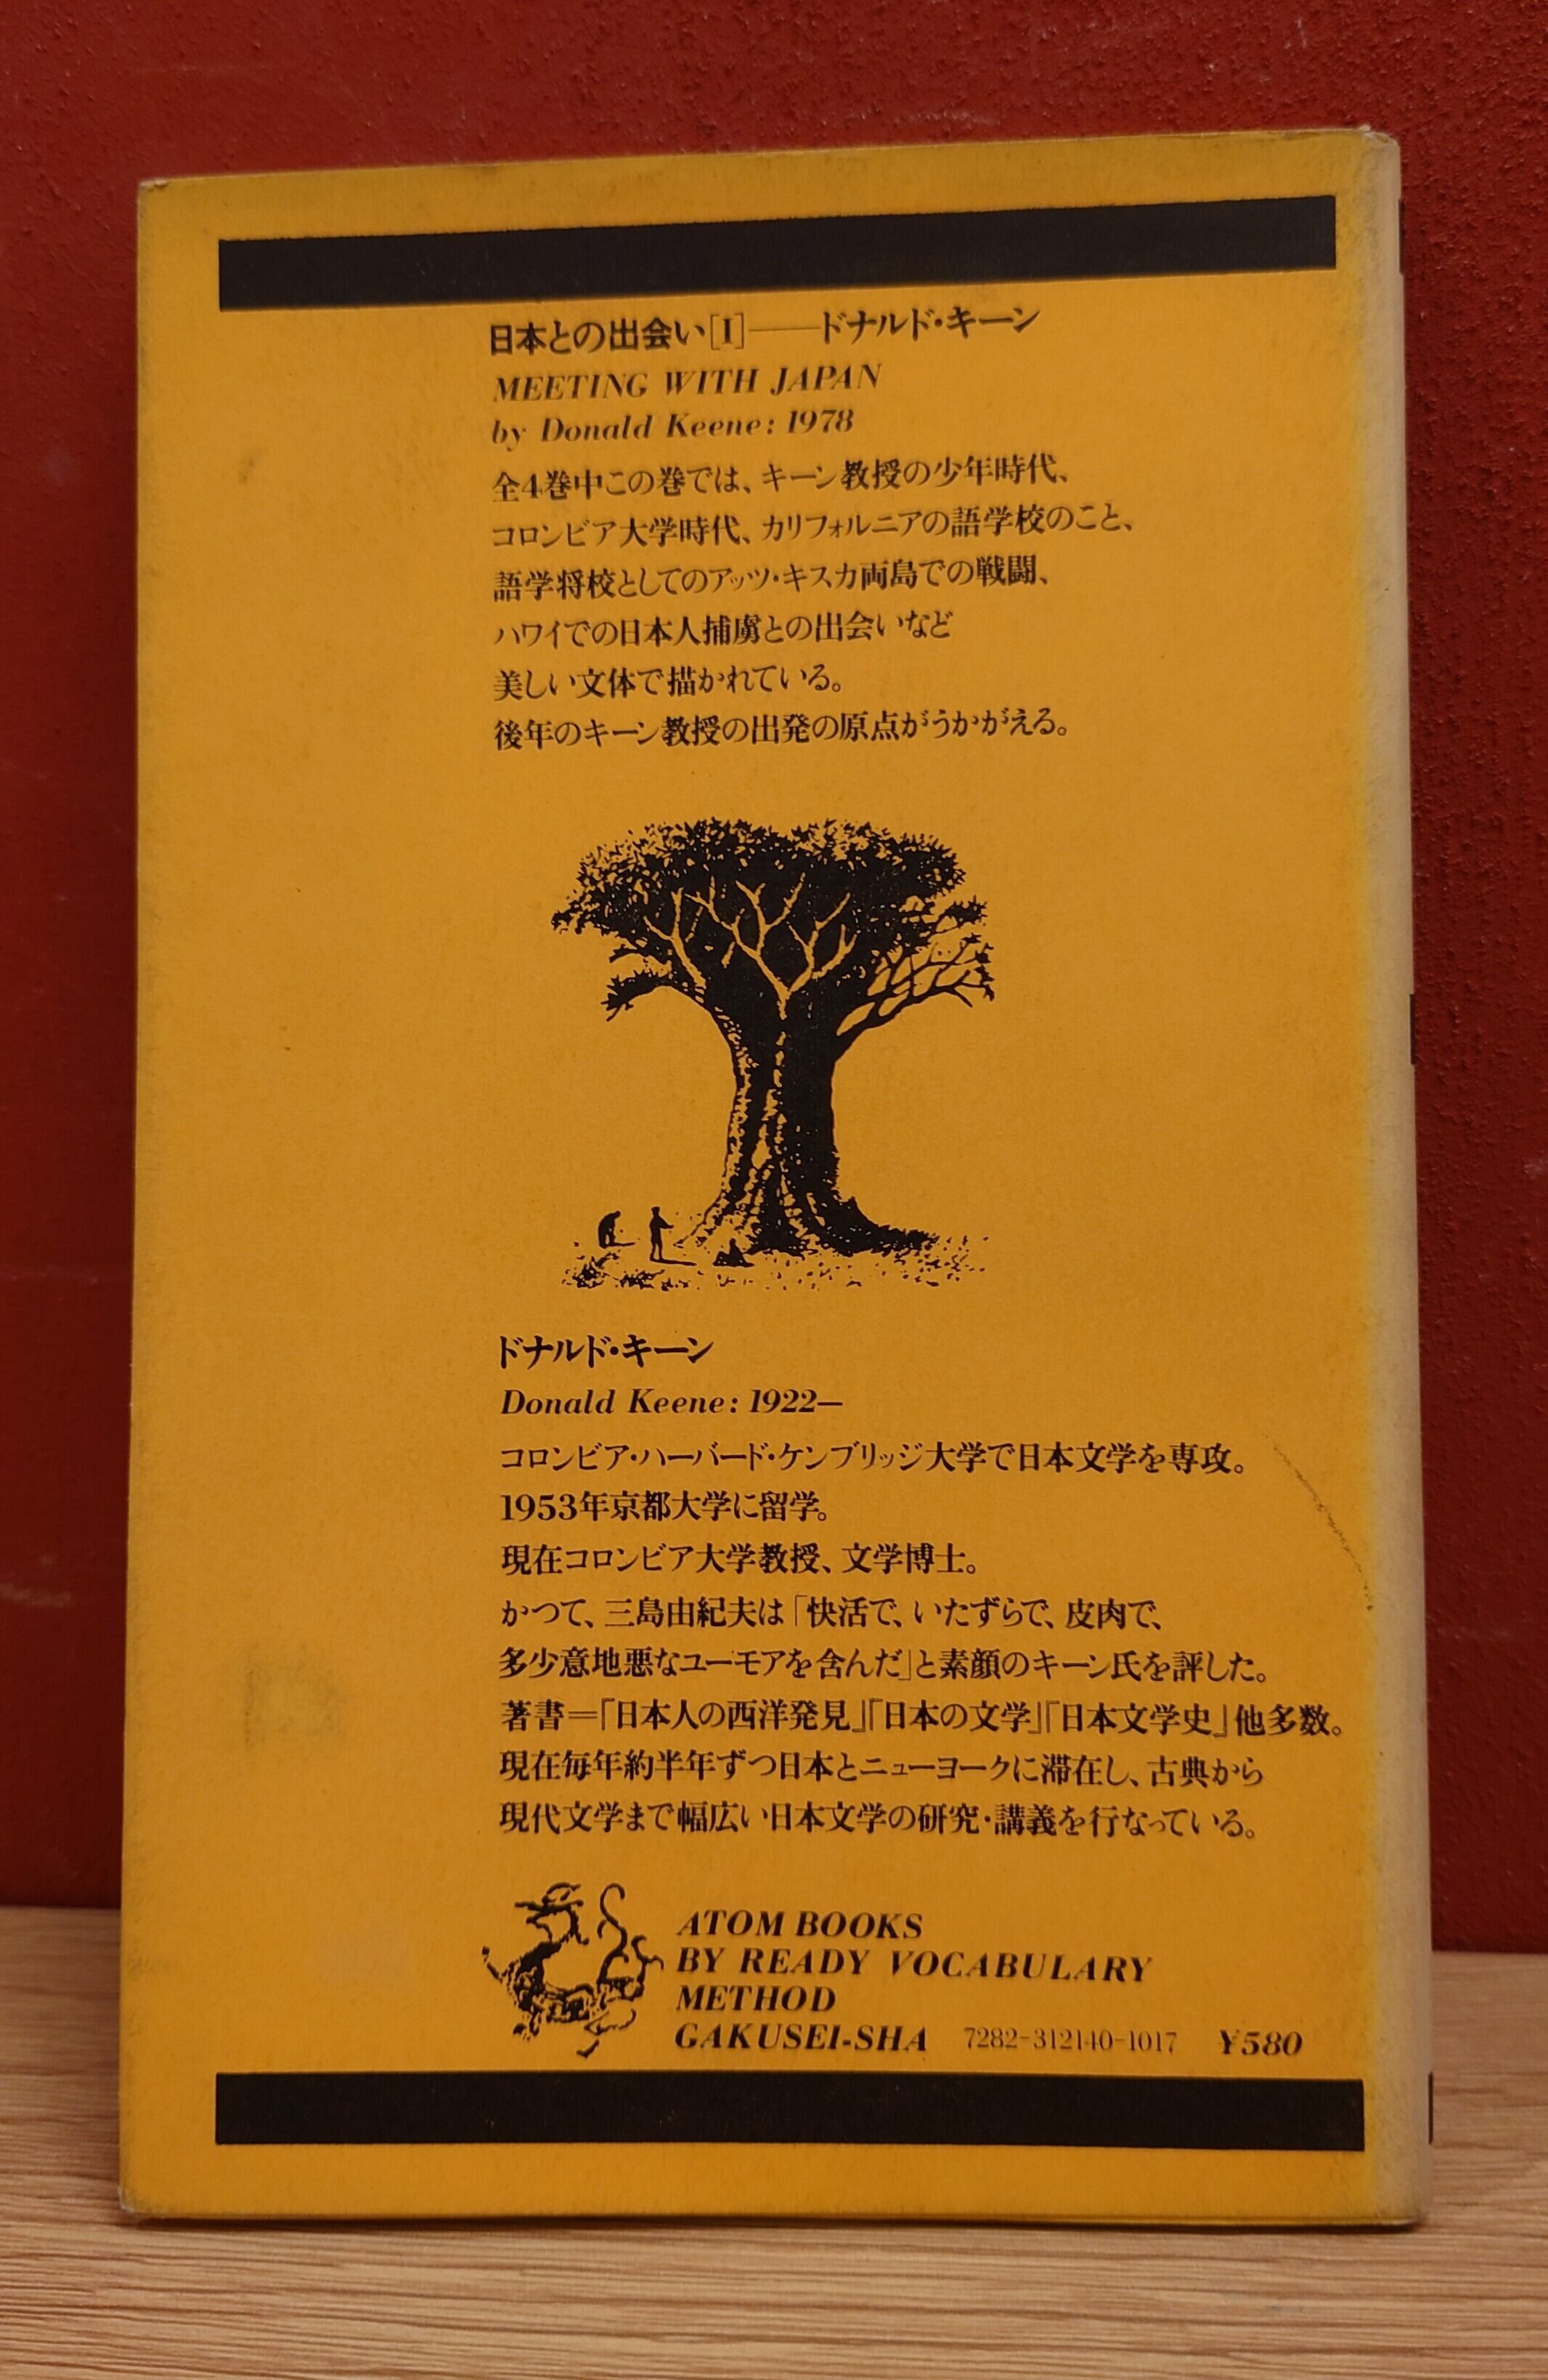 日本との出会い[I]──ドナルド・キーン
MEETING WITH JAPAN
by Donald Keene: 1978
全4巻中この巻では、キーン教授の少年時代、
コロンビア大学時代、カリフォルニアの語学校のこと、
語学将校としてのアッツ・キスカ両島での戦闘、
ハワイでの日本人捕虜との出会いなど
美しい文体で描かれている。
後年のキーン教授の出発の原点がうかがえる。
ドナルド・キーン
Donald Keene: 1922—
コロンビア・ハーバード・ケンブリッジ大学で日本文学を専攻。
1953年京都大学に留学。
現在コロンビア大学教授、文学博士。
かつて、三島由紀夫は「快活で、いたずらで、皮肉で、
多少意地悪なユーモアを含んだ」と素顔のキーン氏を評した。
著書＝「日本人の西洋発見」「日本の文学」「日本文学史」他多数。
現在毎年約半年ずつ日本とニューヨークに滞在し、古典から
現代文学まで幅広い日本文学の研究・講義を行なっている。
ATOM BOOKS
BY READY VOCABULARY
METHOD
GAKUSEI-SHA 7282-312140-1017 ¥580